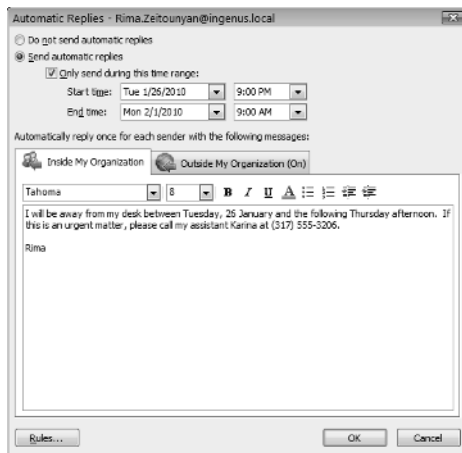 Automatic Replies - Rima.Zeitounyan@ingenus.local
Do not send automatic replies
Send automatic replies
Only send during this time range:
Start time: Tue 1/26/2010 9:00 PM
End time: Mon 2/1/2010 9:00 AM
Automatically reply once for each sender with the following messages:
Inside My Organization Outside My Organization (On)
Tahoma 8 B I U A
I will be away from my desk between Tuesday, 26 January and the following Thursday afternoon. If
this is an urgent matter, please call my assistant Karina at (317) 555-3206.
Rima
Rules... OK Cancel